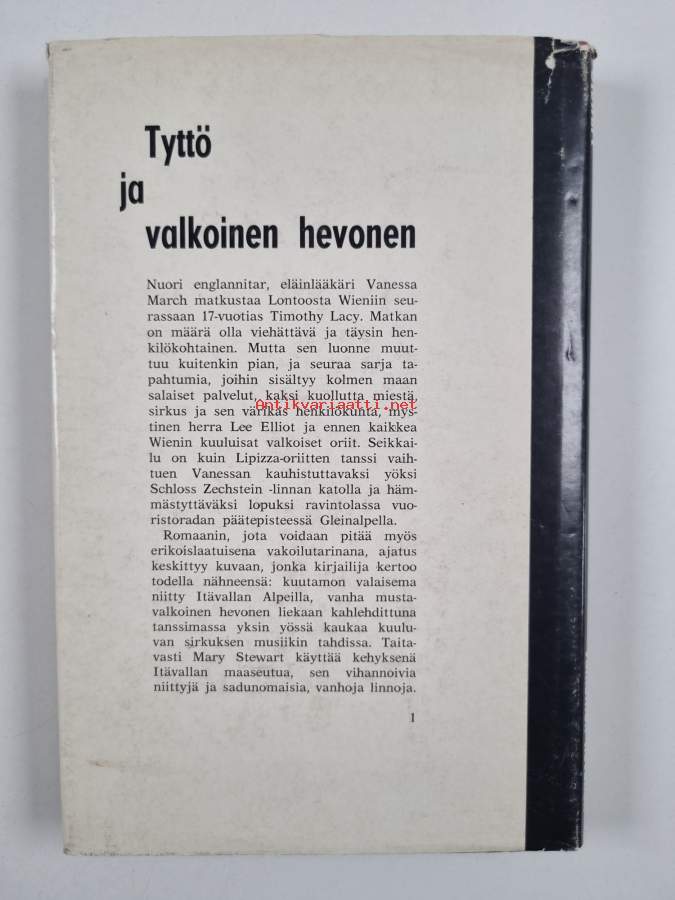 Tyttö
ja
valkoinen hevonen
Nuori englannitar, eläinlääkäri Vanessa
March matkustaa Lontoosta Wieniin seu-
rassaan 17-vuotias Timothy Lacy. Matkan
on määrä olla viehättävä ja täysin hen-
kilökohtainen. Mutta sen luonne muut-
tuu kuitenkin pian, ja seuraa sarja ta-
pahtumia, joihin sisältyy kolmen maan
salaiset palvelut, kaksi kuollutta miestä,
Antikvariaatti.net
sirkus ja sen värikäs henkilökunta, mys-
tinen herra Lee Elliot ja ennen kaikkea
Wienin kuuluisat valkoiset oriit. Seikkai-
lu on kuin Lipizza-oriitten tanssi vaih-
tuen Vanessan kauhistuttavaksi yöksi
Schloss Zechstein -linnan katolla ja häm-
mästyttäväksi lopuksi ravintolassa vuo-
ristoradan päätepisteessä Gleinalpella.
Romaanin, jota voidaan pitää myös
erikoislaatuisena vakoilutarinana, ajatus
keskittyy kuvaan, jonka kirjailija kertoo
todella nähneensä: kuutamon valaisema
niitty Itävallan Alpeilla, vanha musta-
valkoinen hevonen liekaan kahlehdittuna
tanssimassa yksin yössä kaukaa kuulu-
van sirkuksen musiikin tahdissa. Taita-
vasti Mary Stewart käyttää kehyksenä
Itävallan maaseutua, sen vihannoivia
niittyjä ja sadunomaisia, vanhoja linnoja.
1